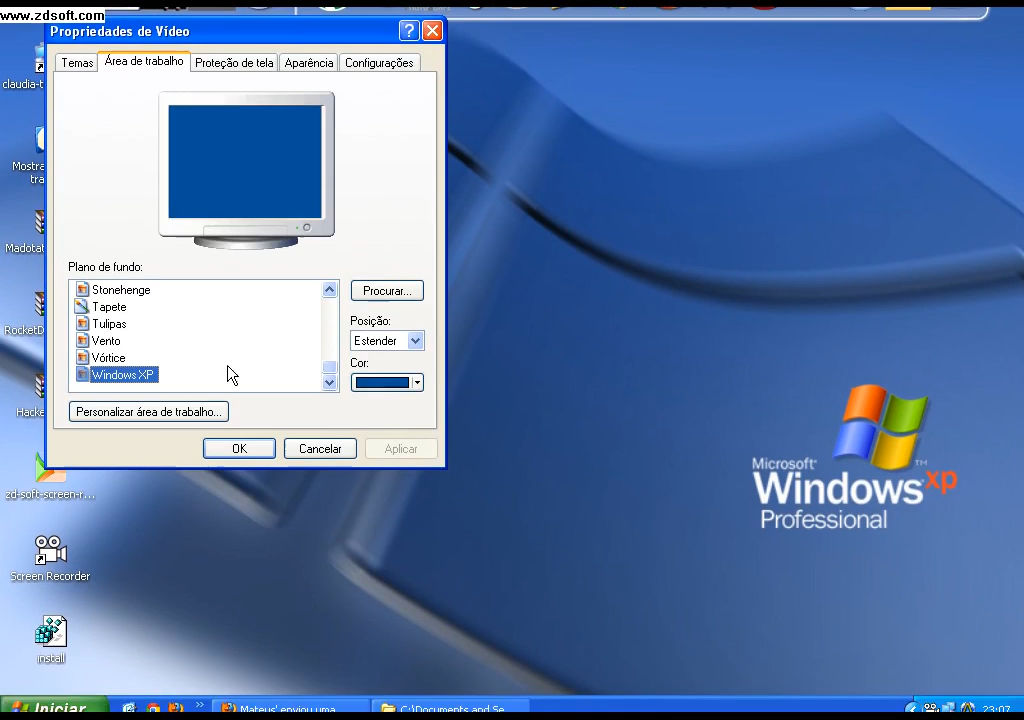 www.zdsoft.com
Propriedades de Vídeo
Temas
Área de trabalho
Proteção de tela
Aparência
Configurações
Plano de fundo:
Stonehenge
Tapete
Tulipas
Vento
Vórtice
Windows XP
Procurar...
Posição:
Estender
Cor:
Personalizar área de trabalho...
OK
Cancelar
Aplicar
claudia-t
Mostra
tra
Madotat
RocketD
Hacke
zd-soft-screen-r...
Screen Recorder
install
Microsoft®
Windows xp ™
Professional
Iniciar
Mateus' enviou uma
C:\Documents and Se
23:07